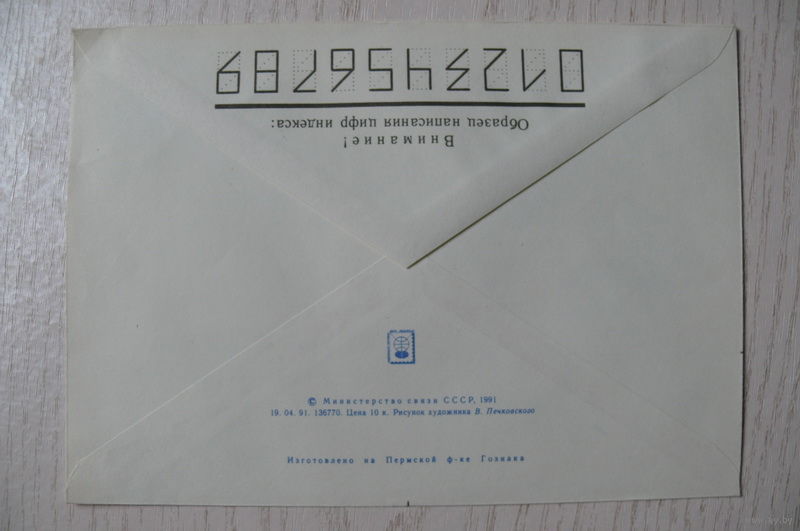 Внимание!
Образец написания цифр индекса:
0123456789
© Министерство связи СССР, 1991
19. 04. 91. 136770. Цена 10 к. Рисунок художника В. Печковского
Изготовлено на Пермской ф-ке Гознака